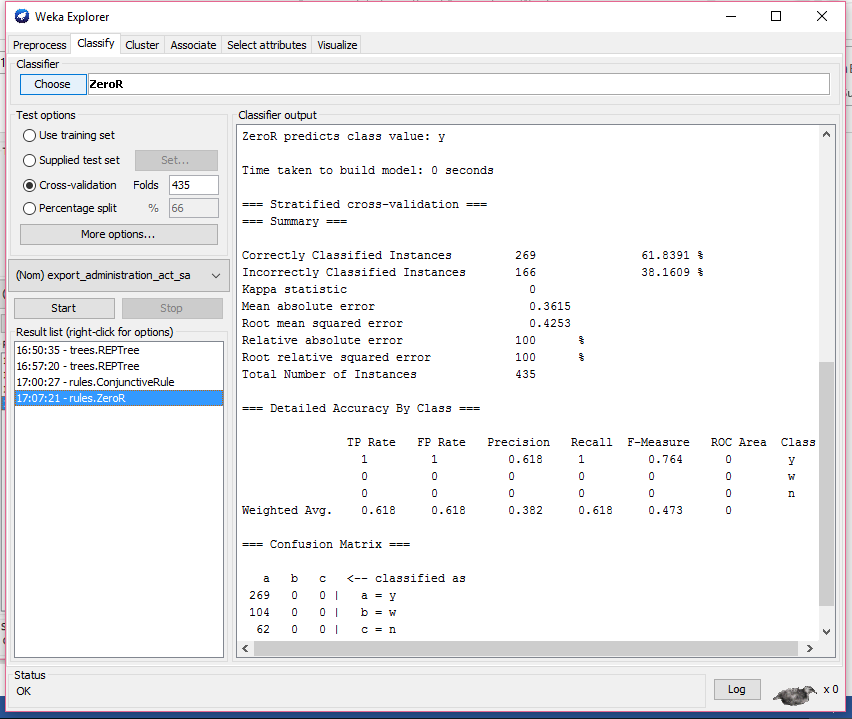 Weka Explorer
Preprocess Classify Cluster Associate Select attributes Visualize
Classifier
Choose ZeroR
Test options
Use training set
Supplied test set Set...
Cross-validation Folds 435
Percentage split % 66
More options...
(Nom) export_administration_act_sa
Start Stop
Result list (right-click for options)
16:50:35 - trees.REPTree
16:57:20 - trees.REPTree
17:00:27 - rules.ConjunctiveRule
17:07:21 - rules.ZeroR
Classifier output
ZeroR predicts class value: y
Time taken to build model: 0 seconds
=== Stratified cross-validation ===
=== Summary ===
Correctly Classified Instances 269 61.8391 %
Incorrectly Classified Instances 166 38.1609 %
Kappa statistic 0
Mean absolute error 0.3615
Root mean squared error 0.4253
Relative absolute error 100 %
Root relative squared error 100 %
Total Number of Instances 435
=== Detailed Accuracy By Class ===
TP Rate FP Rate Precision Recall F-Measure ROC Area Class
1 1 0.618 1 0.764 0 y
0 0 0 0 0 0 w
0 0 0 0 0 0 n
Weighted Avg. 0.618 0.618 0.382 0.618 0.473 0
=== Confusion Matrix ===
a b c <-- classified as
269 0 0 | a = y
104 0 0 | b = w
62 0 0 | c = n
Status
OK
Log
x 0